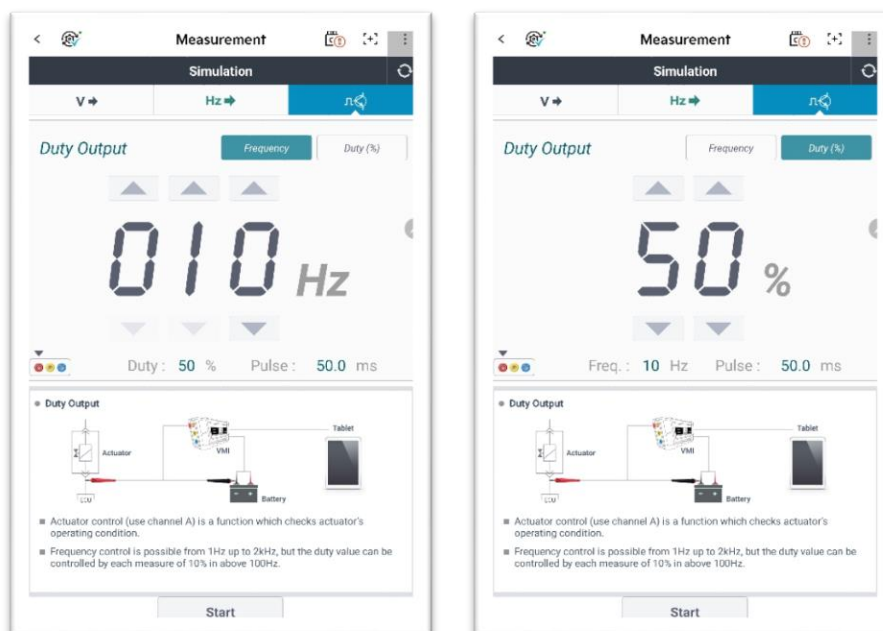 Measurement
Simulation
V
Hz
Duty Output
Frequency
Duty (%)
010 Hz
Duty : 50 % Pulse : 50.0 ms
Duty Output
Actuator
VMI
Tablet
ECU
Battery
Actuator control (use channel A) is a function which checks actuator's
operating condition.
Frequency control is possible from 1Hz up to 2kHz, but the duty value can be
controlled by each measure of 10% in above 100Hz.
Start
Measurement
Simulation
V
Hz
Duty Output
Frequency
Duty (%)
50 %
Freq. : 10 Hz Pulse : 50.0 ms
Duty Output
Actuator
VMI
Tablet
ECU
Battery
Actuator control (use channel A) is a function which checks actuator's
operating condition.
Frequency control is possible from 1Hz up to 2kHz, but the duty value can be
controlled by each measure of 10% in above 100Hz.
Start